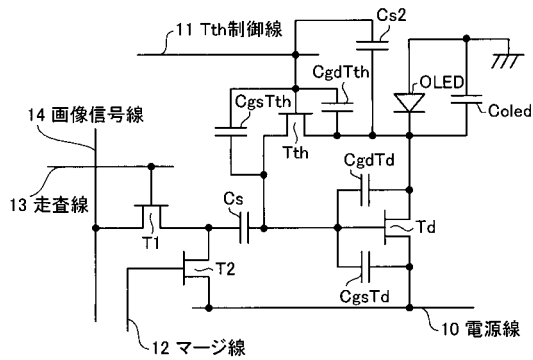 11 Tth制御線
Cs2
CgdTth
OLED
CgsTth
Coled
14 画像信号線
Tth
13 走査線
CgdTd
Cs
T1
Td
T2
CgsTd
10 電源線
12 マージ線